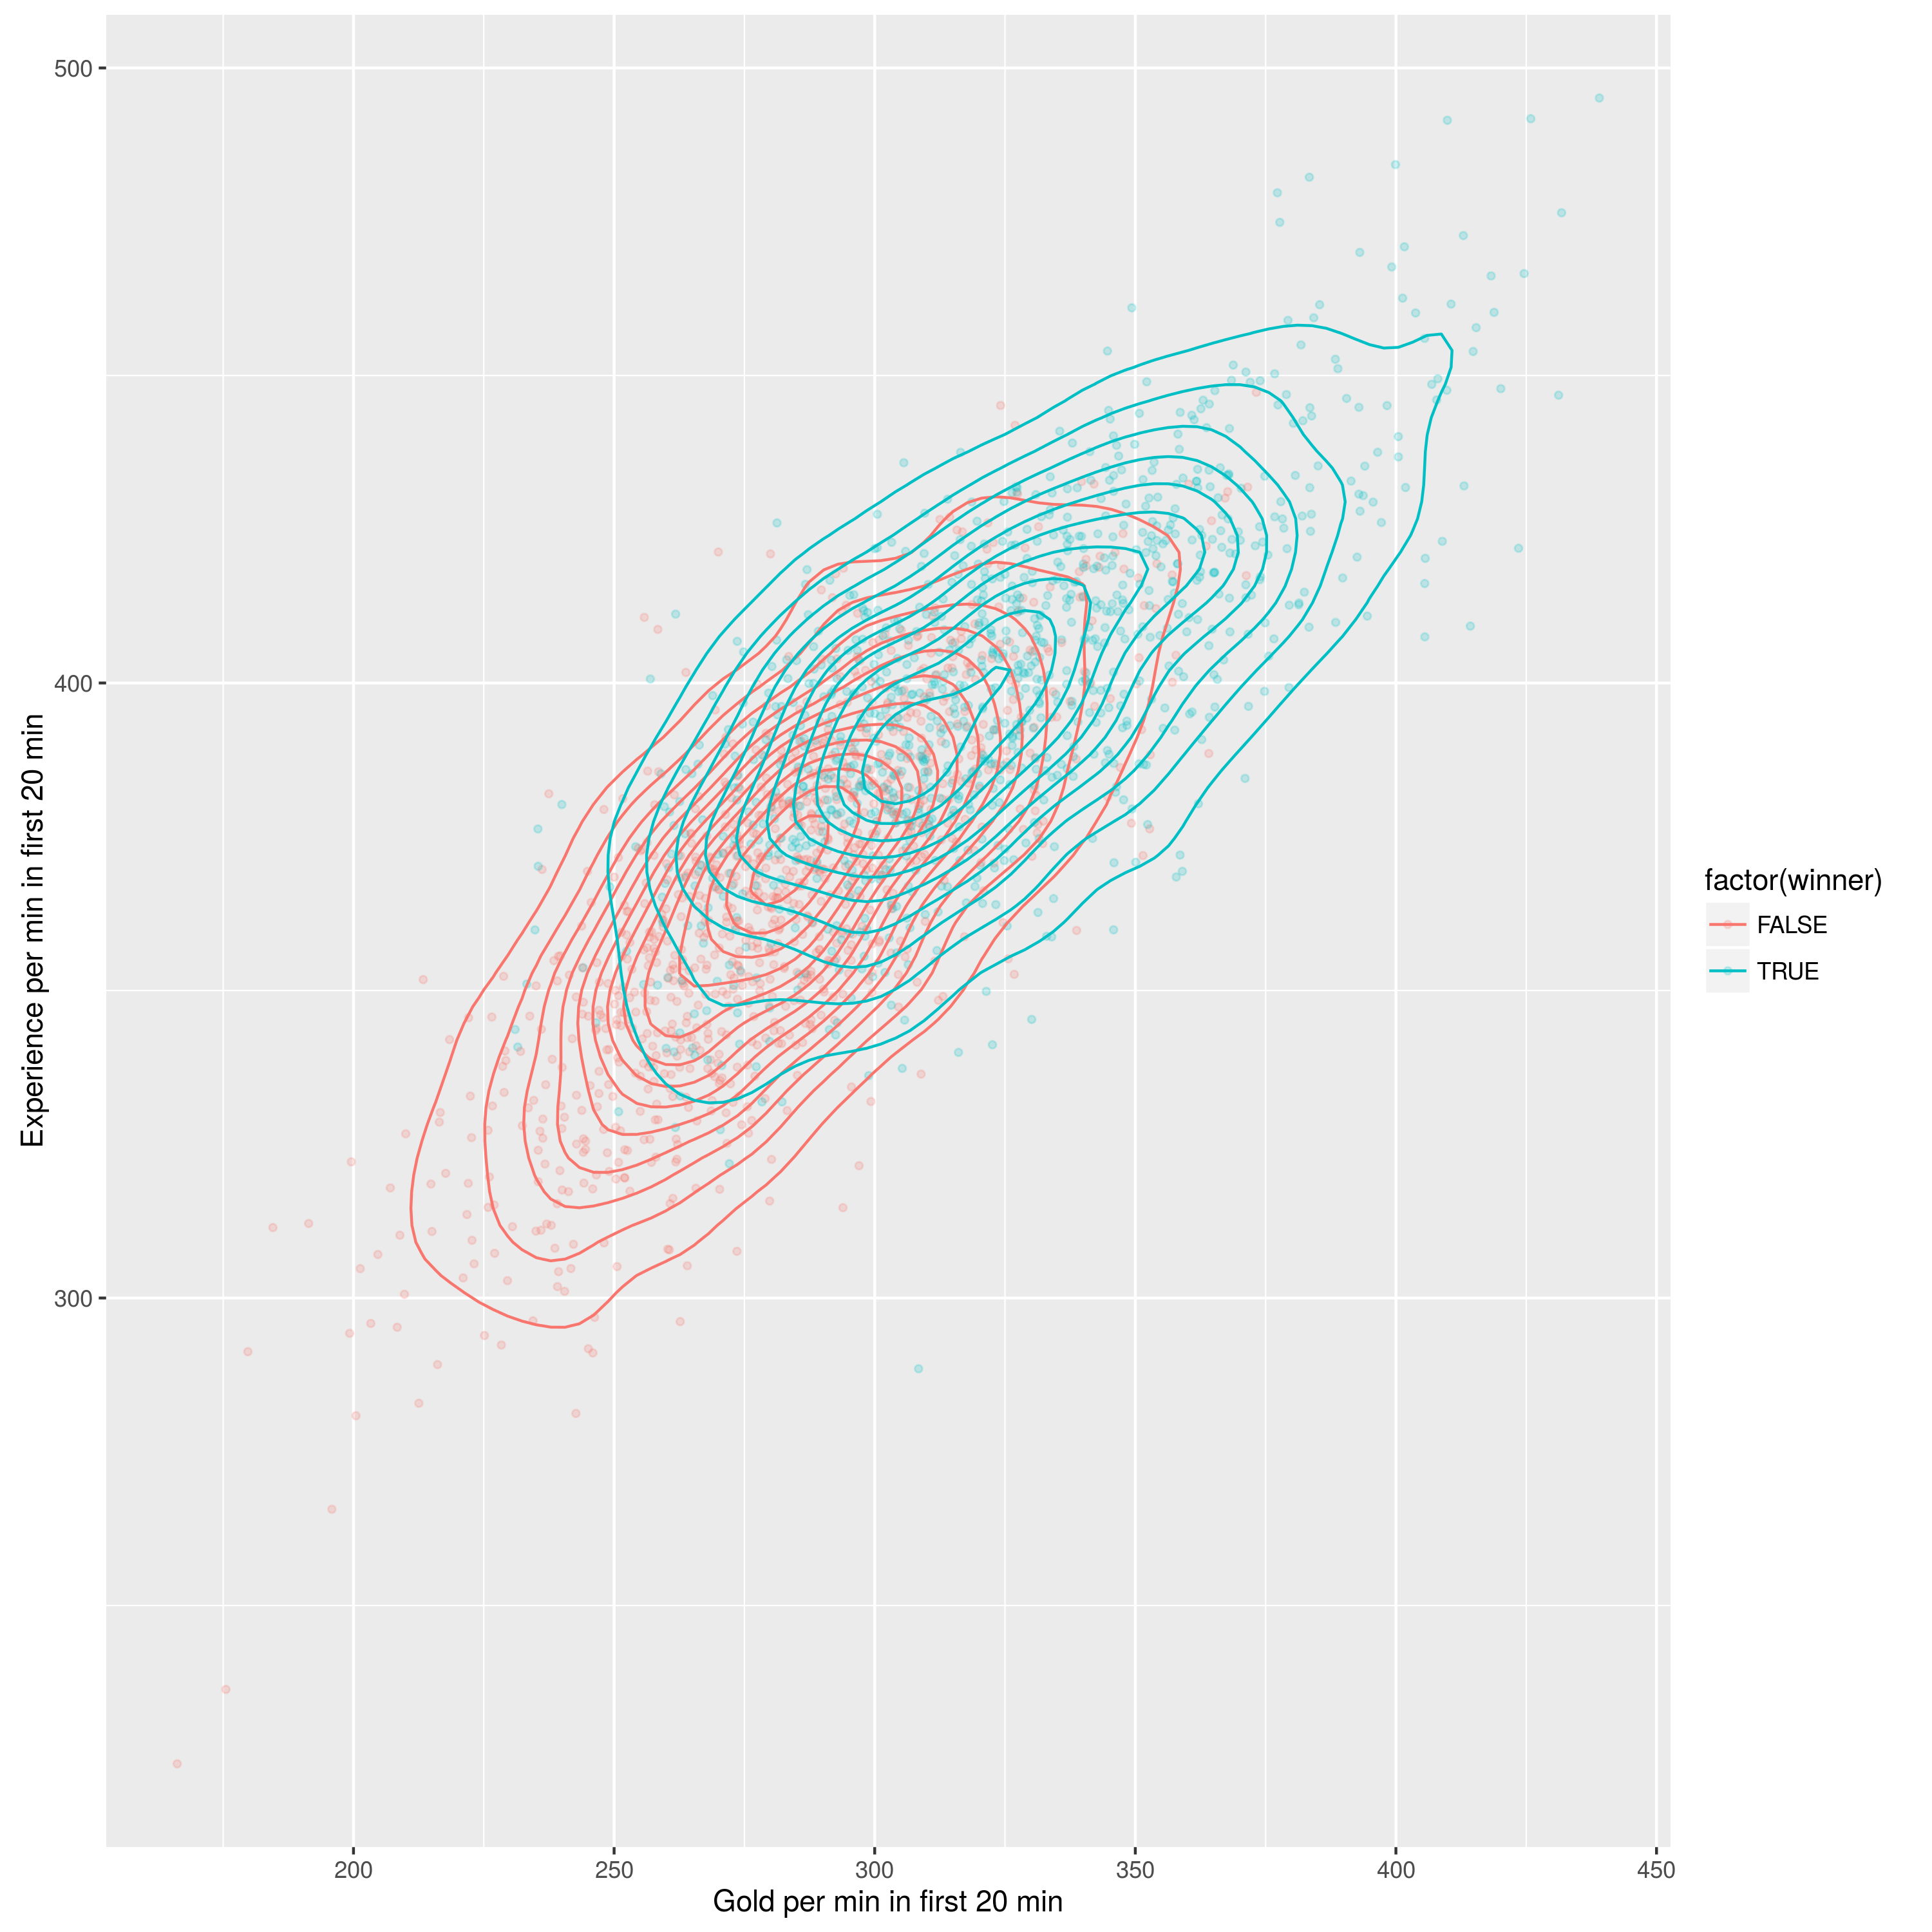 500
400
300
Experience per min in first 20 min
200
250
300
350
400
450
Gold per min in first 20 min
factor(winner)
FALSE
TRUE